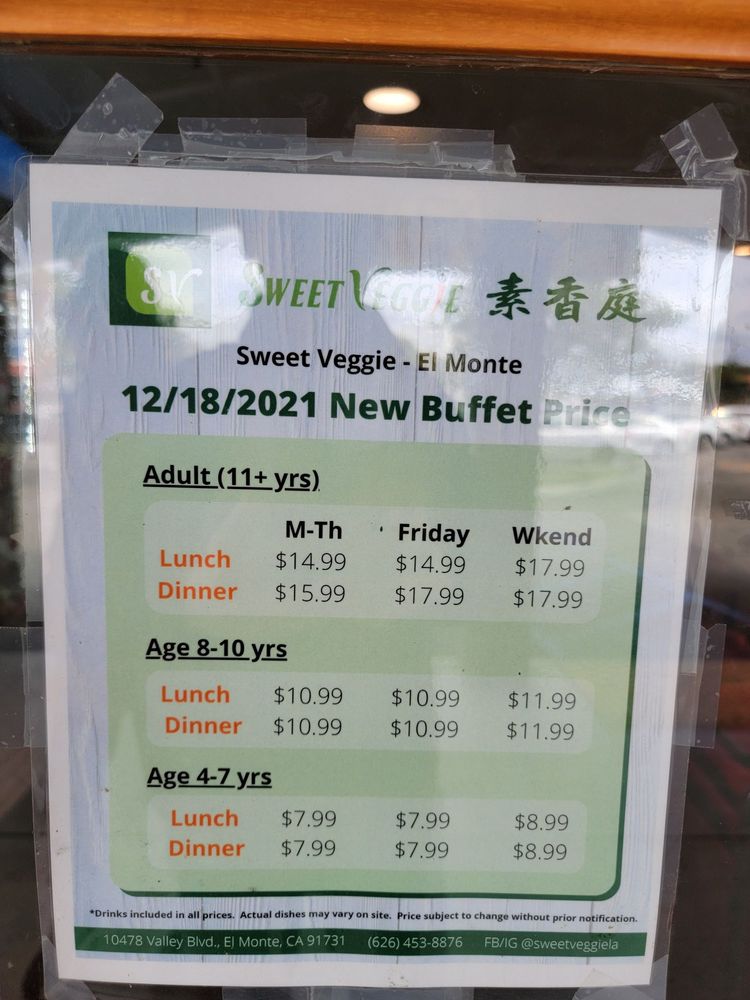 SV SWEET VEGGIE 素香庭
Sweet Veggie - El Monte
12/18/2021 New Buffet Price
Adult (11+ yrs)
M-Th Friday Wkend
Lunch $14.99 $14.99 $17.99
Dinner $15.99 $17.99 $17.99
Age 8-10 yrs
Lunch $10.99 $10.99 $11.99
Dinner $10.99 $10.99 $11.99
Age 4-7 yrs
Lunch $7.99 $7.99 $8.99
Dinner $7.99 $7.99 $8.99
*Drinks included in all prices. Actual dishes may vary on site. Price subject to change without prior notification.
10478 Valley Blvd., El Monte, CA 91731 (626) 453-8876 FB/IG @sweetveggiela